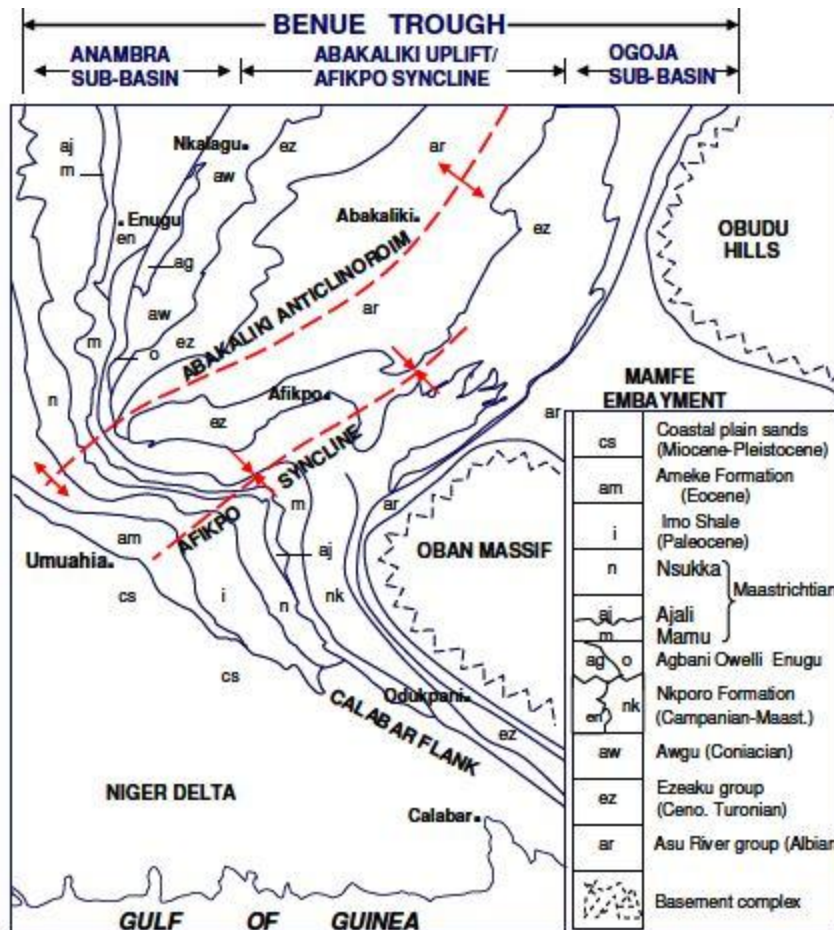 BENUE TROUGH
ANAMBRA
SUB-BASIN
ABAKALIKI UPLIFT/
AFIKPO SYNCLINE
OGOJA
SUB-BASIN
aj
m
Nkalagu
aw
ez
ar
Enugu
en
ag
Abakaliki
ez
OBUDU
HILLS
aw
ABAKALIKI ANTICLINOROIM
ar
m
o
ez
n
Afikpo
ez
MAMFE
EMBAYMENT
ar
AFIKPO SYNCLINE
m
ar
am
aj
OBAN MASSIF
Umuahia
cs
i
n
nk
cs
Odukpani
CALABAR FLANK
ez
NIGER DELTA
Calabar
GULF OF GUINEA
cs Coastal plain sands
(Miocene-Pleistocene)
am Ameke Formation
(Eocene)
i Imo Shale
(Paleocene)
n Nsukka
Maastrichtian
aj Ajali
m Mamu
ag o Agbani Owelli Enugu
en nk Nkporo Formation
(Campanian-Maast.)
aw Awgu (Coniacian)
ez Ezeaku group
(Ceno. Turonian)
ar Asu River group (Albian
Basement complex